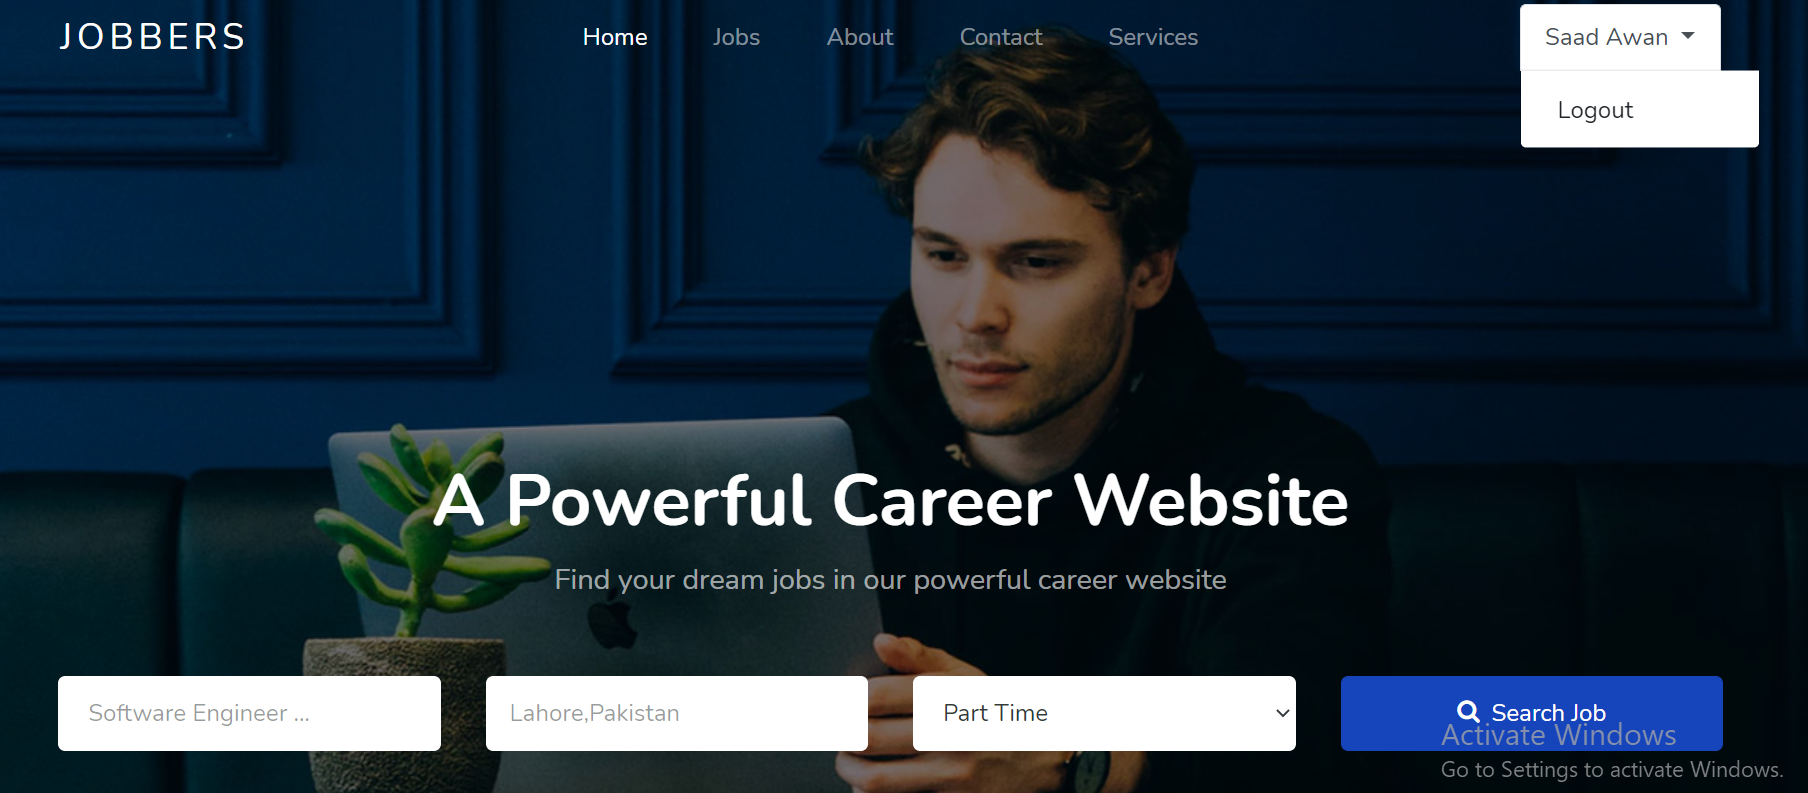 JOBBERS
Home Jobs About Contact Services
Saad Awan
Logout
A Powerful Career Website
Find your dream jobs in our powerful career website
Software Engineer ...
Lahore,Pakistan
Part Time
Search Job
Activate Windows
Go to Settings to activate Windows.